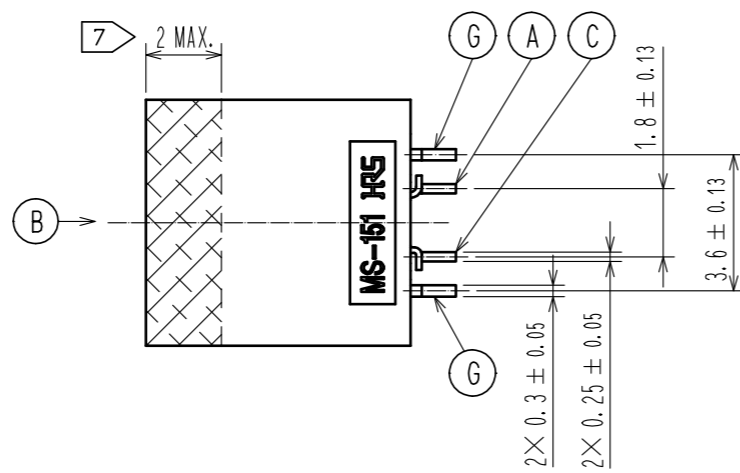 7
2 MAX.
G
A
C
1.8 ± 0.13
3.6 ± 0.13
B
MS-151 HRS
G
2× 0.3 ± 0.05
2× 0.25 ± 0.05